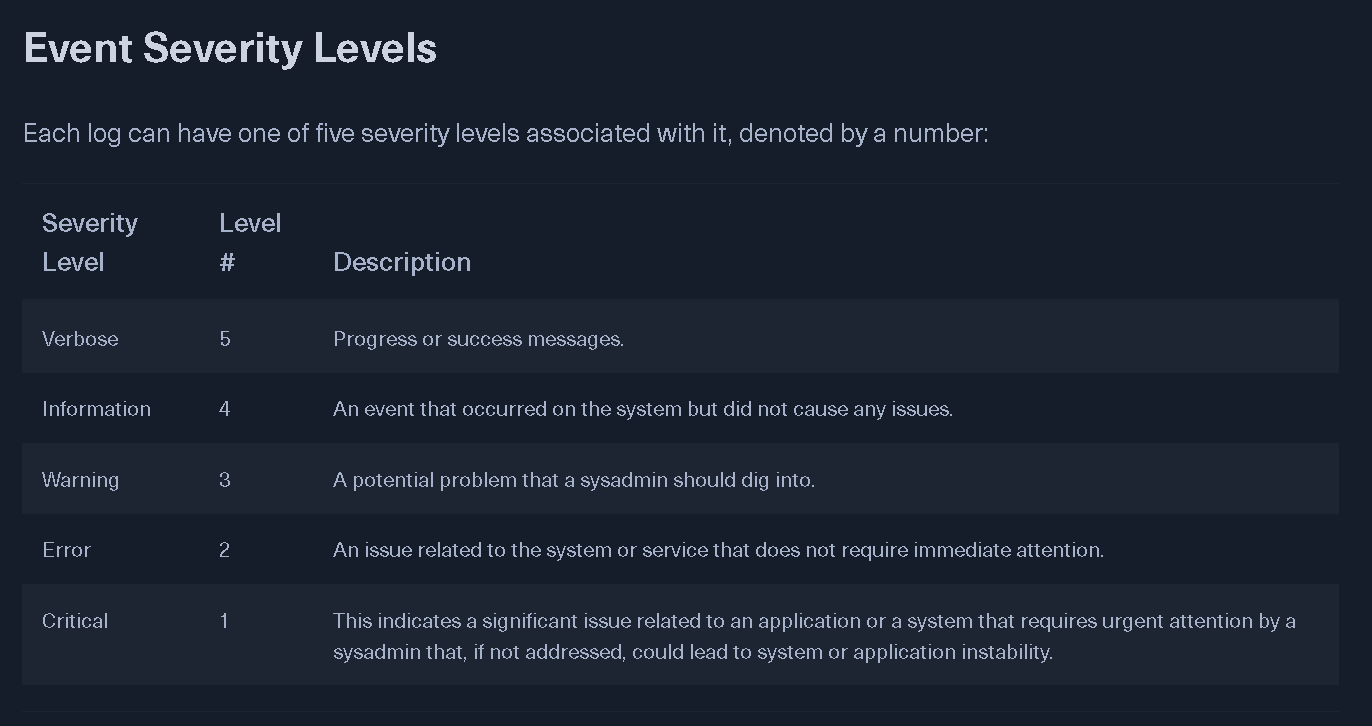 Event Severity Levels
Each log can have one of five severity levels associated with it, denoted by a number:
Severity Level
Level #
Description
Verbose 5 Progress or success messages.
Information 4 An event that occurred on the system but did not cause any issues.
Warning 3 A potential problem that a sysadmin should dig into.
Error 2 An issue related to the system or service that does not require immediate attention.
Critical 1 This indicates a significant issue related to an application or a system that requires urgent attention by a
sysadmin that, if not addressed, could lead to system or application instability.